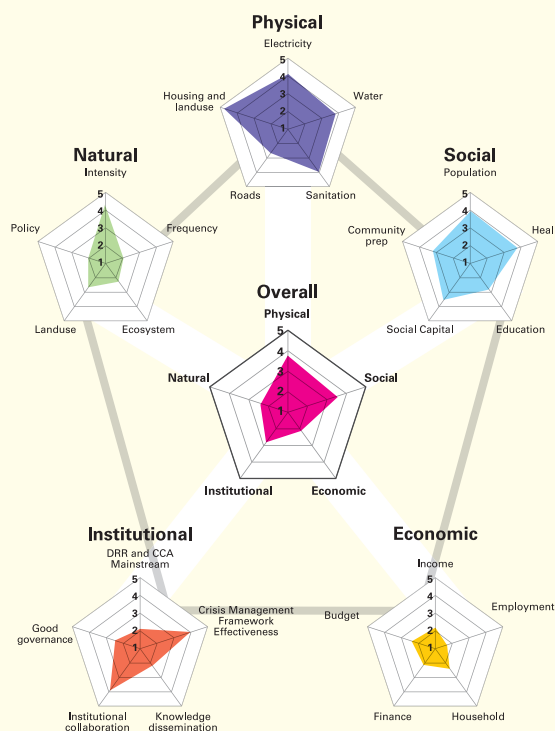 Physical
Electricity
5
4
3
2
1
Housing and
landuse
Water
Roads
Sanitation
Natural
Intensity
5
4
3
2
1
Policy
Frequency
Landuse
Ecosystem
Social
Population
5
4
3
2
1
Community
prep
Heal
Social Capital
Education
Overall
Physical
5
4
3
2
1
Natural
Social
Institutional
Economic
Institutional
DRR and CCA
Mainstream
5
4
3
2
1
Good
governance
Crisis Management
Framework
Effectiveness
Institutional
collaboration
Knowledge
dissemination
Economic
Income
5
4
3
2
1
Budget
Employment
Finance
Household